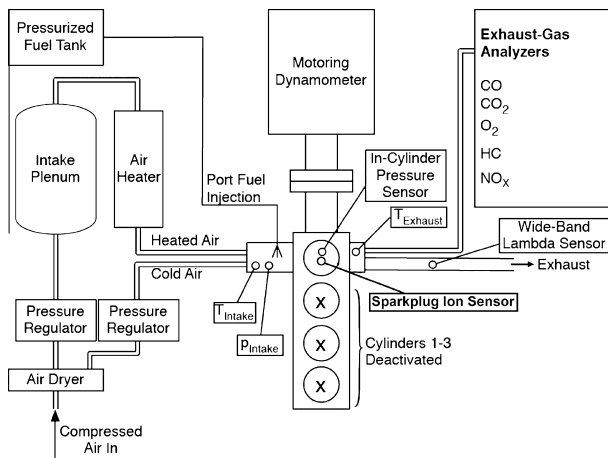 Pressurized
Fuel Tank
Motoring
Dynamometer
Exhaust-Gas
Analyzers
CO
CO2
O2
HC
NOX
Intake
Plenum
Air
Heater
Port Fuel
Injection
In-Cylinder
Pressure
Sensor
TExhaust
Wide-Band
Lambda Sensor
Heated Air
Cold Air
Exhaust
TIntake
pIntake
Sparkplug Ion Sensor
Pressure
Regulator
Pressure
Regulator
X
X
X
Cylinders 1-3
Deactivated
Air Dryer
Compressed
Air In